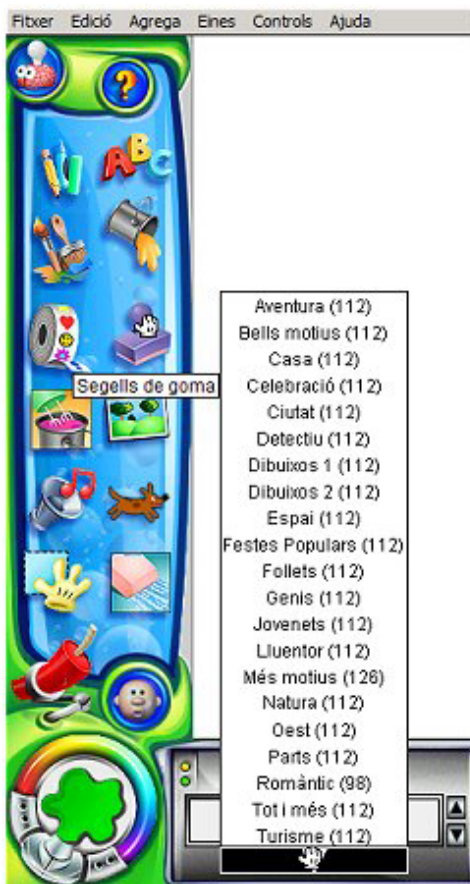 Fitxer Edició Agrega Eines Controls Ajuda
ABC
Segells de goma
Aventura (112)
Bells motius (112)
Casa (112)
Celebració (112)
Ciutat (112)
Detectiu (112)
Dibuixos 1 (112)
Dibuixos 2 (112)
Espai (112)
Festes Populars (112)
Follets (112)
Genis (112)
Jovenets (112)
Lluentor (112)
Més motius (126)
Natura (112)
Oest (112)
Parts (112)
Romàntic (98)
Tot i més (112)
Turisme (112)